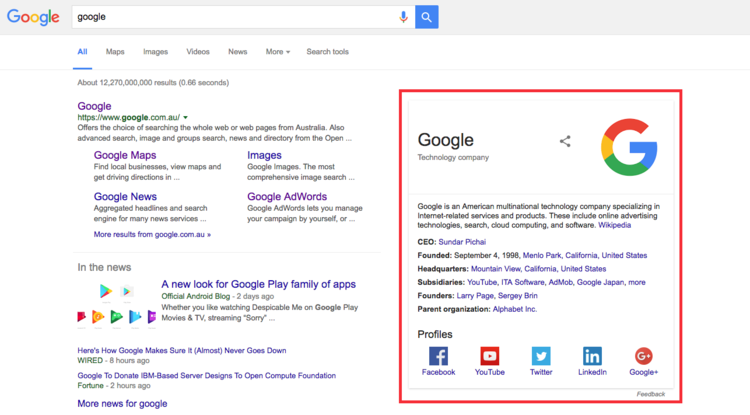 Google
google
All Maps Images Videos News More Search tools
About 12,270,000,000 results (0.66 seconds)
Google
https://www.google.com.au/
Offers the choice of searching the whole web or web pages from Australia. Also
advanced search, image and groups search, news and directory from the Open ...
Google Maps
Find local businesses, view maps and
get driving directions in ...
Images
Google Images. The most
comprehensive image search ...
Google News
Aggregated headlines and search
engine for many news services ...
Google AdWords
Google AdWords lets you manage
your campaign by yourself, or ...
More results from google.com.au »
In the news
A new look for Google Play family of apps
Official Android Blog - 2 days ago
Whether you like watching Despicable Me on Google Play
Movies & TV, streaming "Sorry" ...
Here's How Google Makes Sure It (Almost) Never Goes Down
WIRED - 8 hours ago
Google To Donate IBM-Based Server Designs To Open Compute Foundation
Fortune - 2 days ago
More news for google
Google
Technology company
G
Google is an American multinational technology company specializing in
Internet-related services and products. These include online advertising
technologies, search, cloud computing, and software. Wikipedia
CEO: Sundar Pichai
Founded: September 4, 1998, Menlo Park, California, United States
Headquarters: Mountain View, California, United States
Subsidiaries: YouTube, ITA Software, AdMob, Google Japan, more
Founders: Larry Page, Sergey Brin
Parent organization: Alphabet Inc.
Profiles
Facebook YouTube Twitter LinkedIn Google+
Feedback